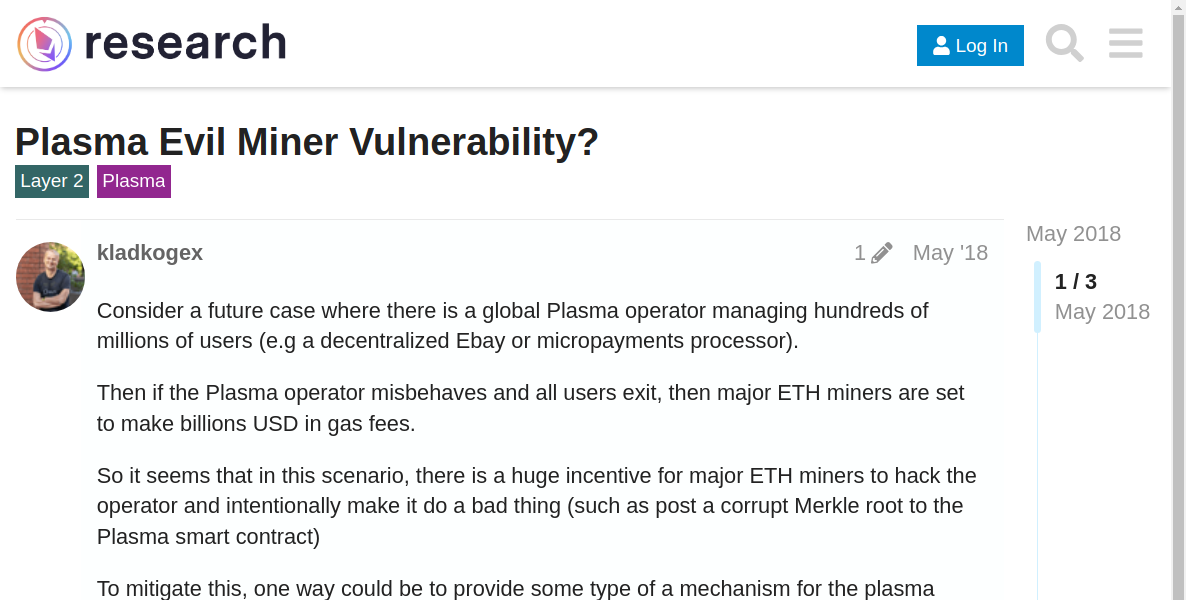 research
Log In
Plasma Evil Miner Vulnerability?
Layer 2 Plasma
May 2018
kladkogex 1 May '18
1 / 3
May 2018
Consider a future case where there is a global Plasma operator managing hundreds of
millions of users (e.g a decentralized Ebay or micropayments processor).
Then if the Plasma operator misbehaves and all users exit, then major ETH miners are set
to make billions USD in gas fees.
So it seems that in this scenario, there is a huge incentive for major ETH miners to hack the
operator and intentionally make it do a bad thing (such as post a corrupt Merkle root to the
Plasma smart contract)
To mitigate this, one way could be to provide some type of a mechanism for the plasma